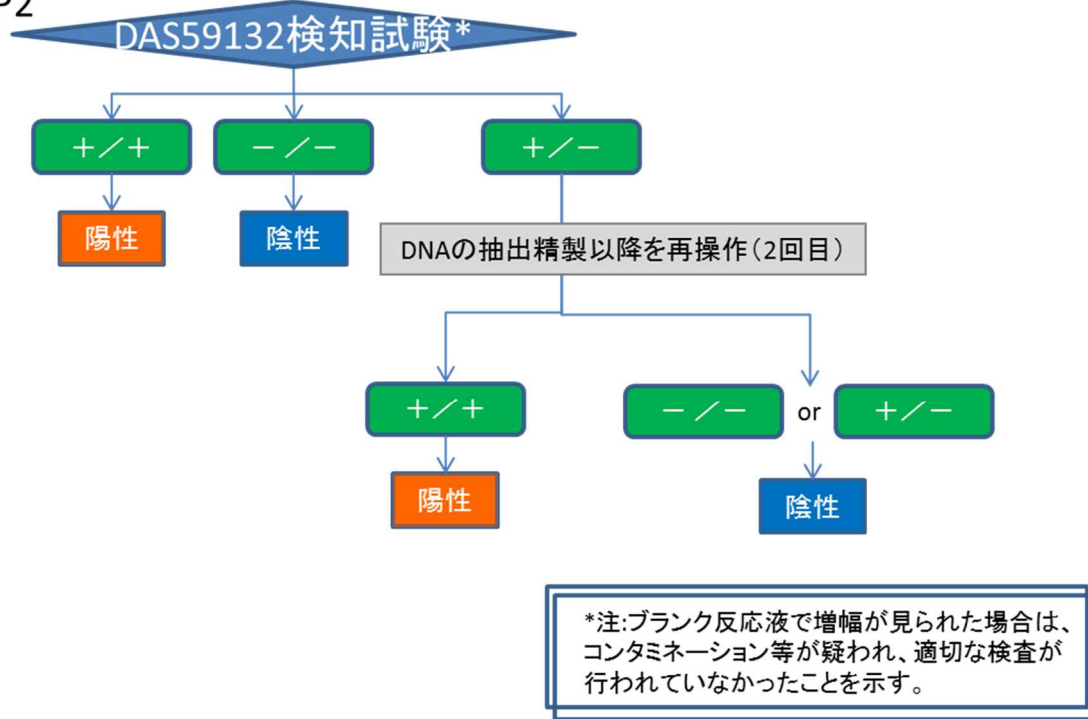 DAS59132検知試験*
＋／＋
－／－
＋／－
陽性
陰性
DNAの抽出精製以降を再操作（2回目）
＋／＋
－／－ or ＋／－
陽性
陰性
*注:ブランク反応液で増幅が見られた場合は、
コンタミネーション等が疑われ、適切な検査が
行われていなかったことを示す。